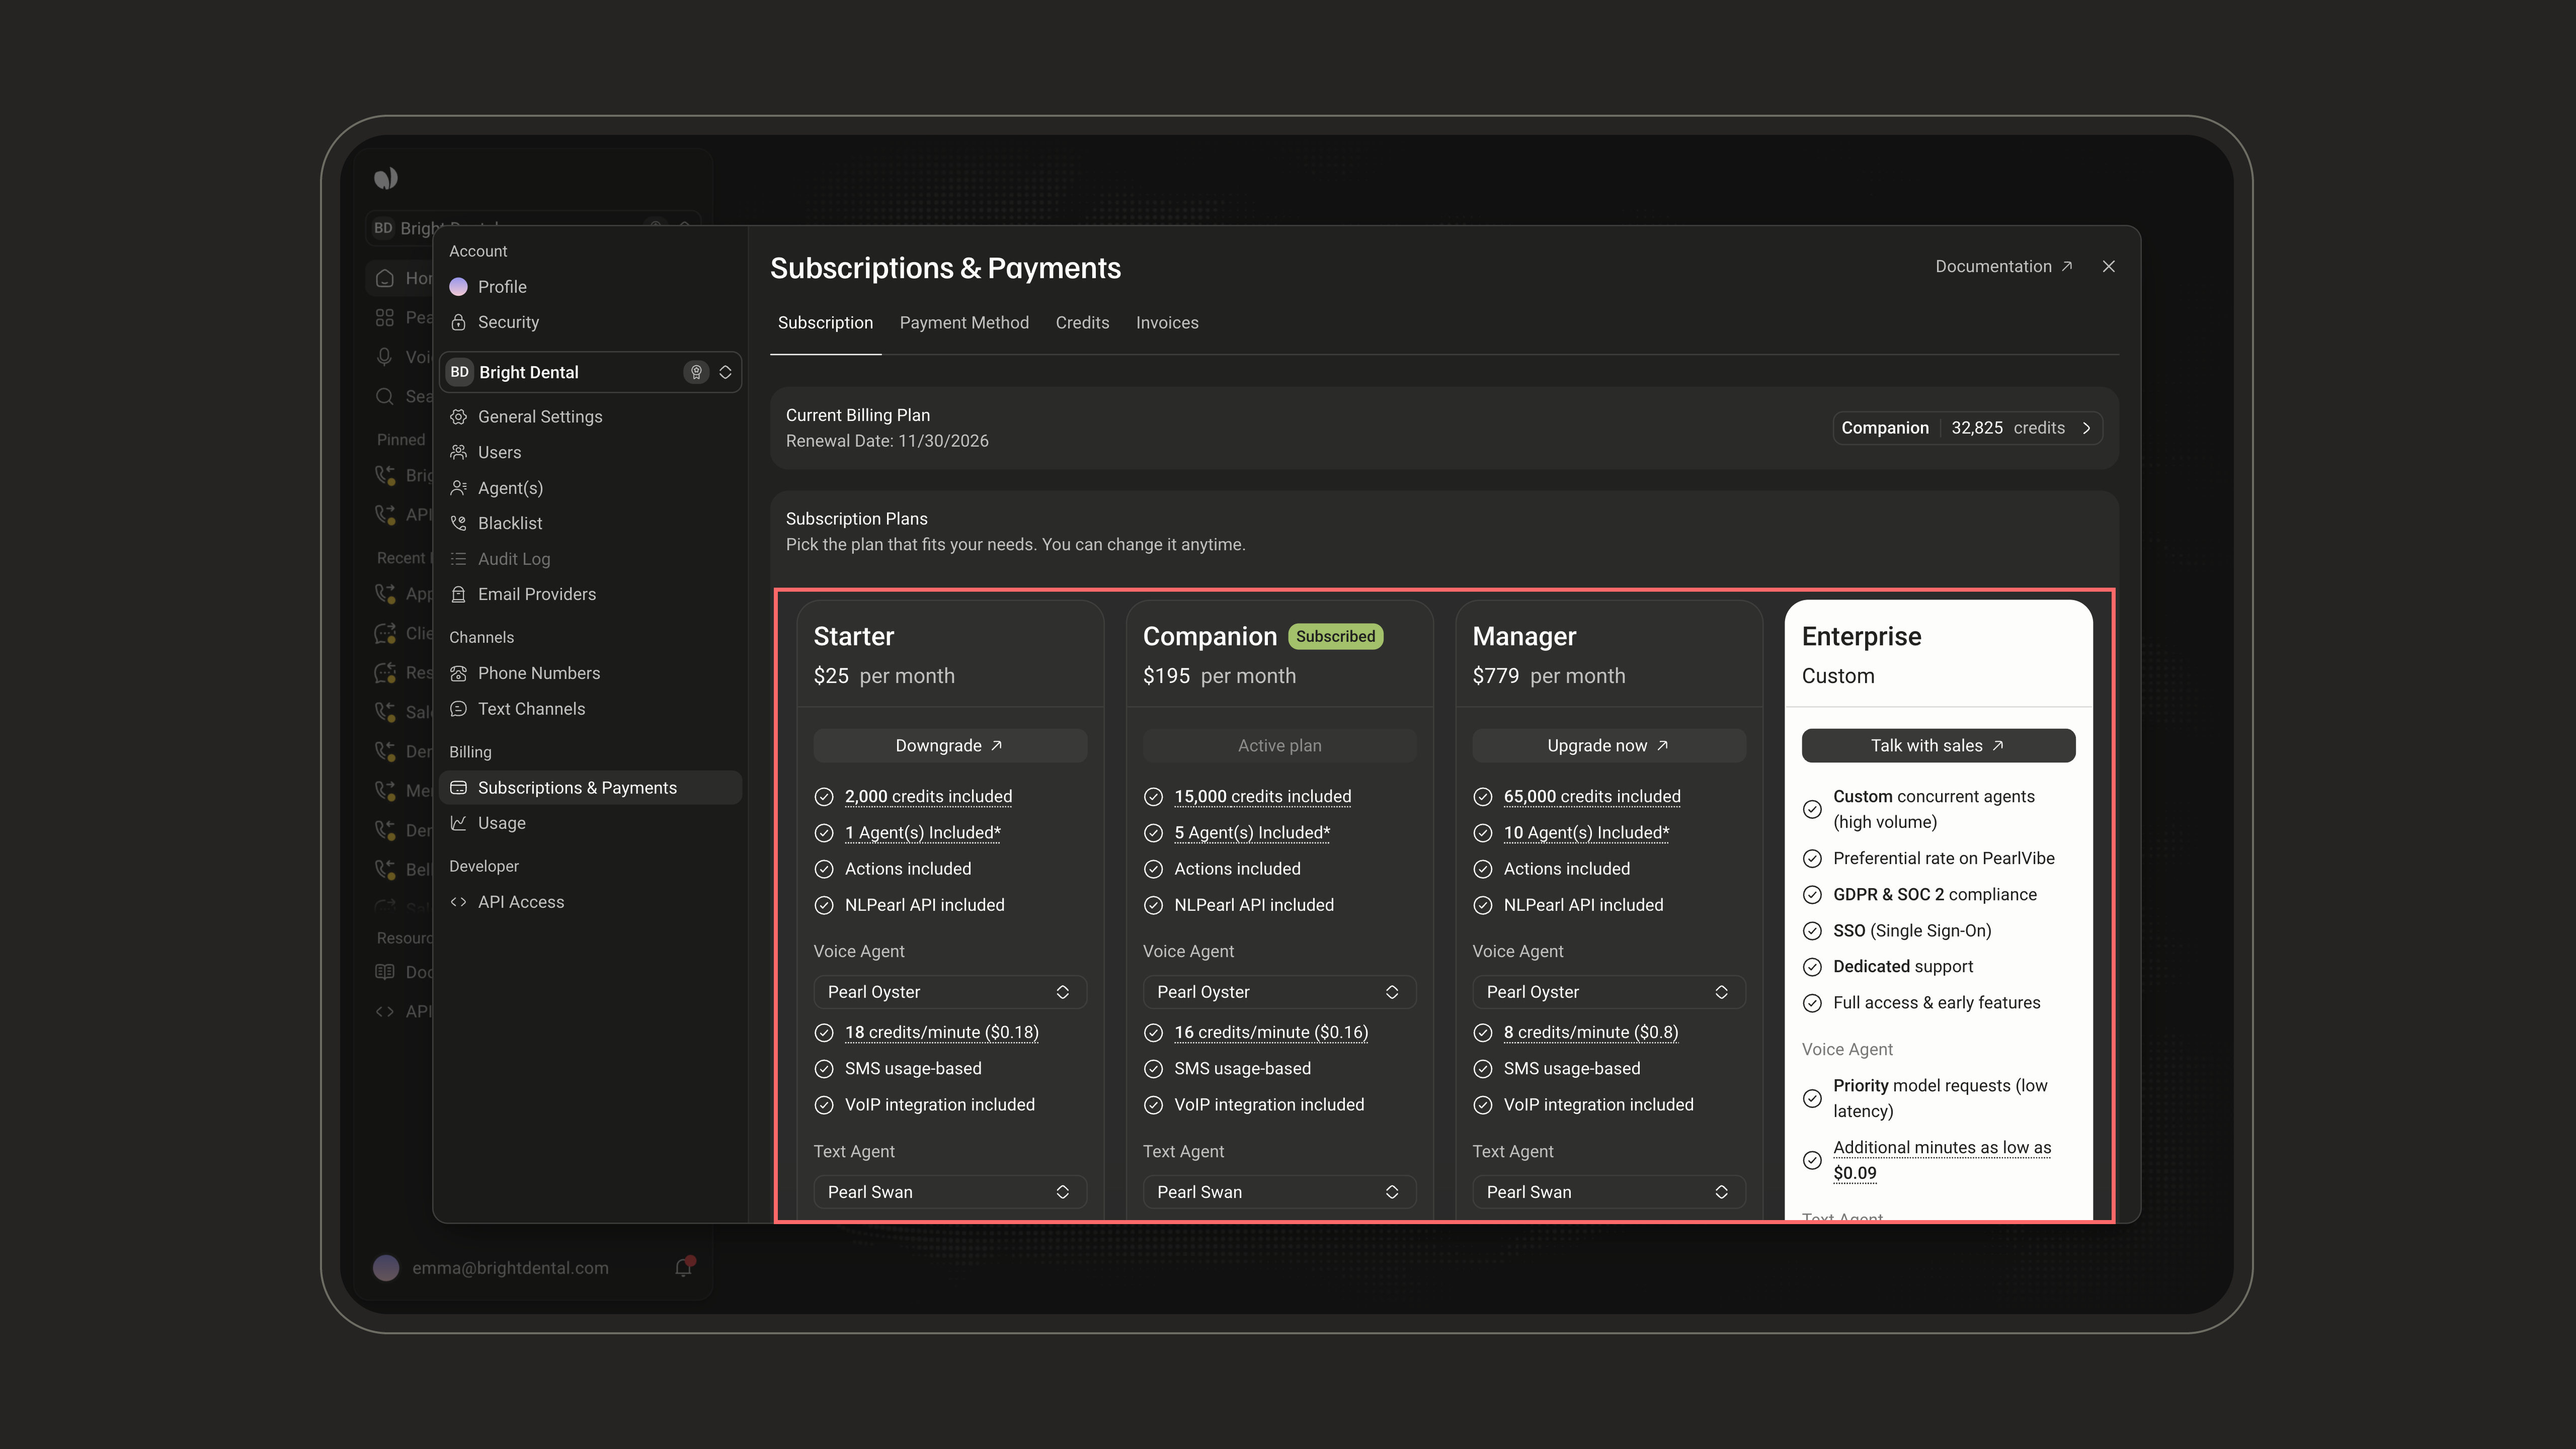 BD
Account
Profile
Security
BD Bright Dental
General Settings
Users
Agent(s)
Blacklist
Audit Log
Email Providers
Channels
Phone Numbers
Text Channels
Billing
Subscriptions & Payments
Usage
Developer
API Access
Pinned
API
Recent
API
emma@brightdental.com
Subscriptions & Payments
Documentation
Subscription Payment Method Credits Invoices
Current Billing Plan
Renewal Date: 11/30/2026
Companion 32,825 credits
Subscription Plans
Pick the plan that fits your needs. You can change it anytime.
Starter
$25 per month
Downgrade
2,000 credits included
1 Agent(s) Included*
Actions included
NLPearl API included
Voice Agent
Pearl Oyster
18 credits/minute ($0.18)
SMS usage-based
VoIP integration included
Text Agent
Pearl Swan
Companion Subscribed
$195 per month
Active plan
15,000 credits included
5 Agent(s) Included*
Actions included
NLPearl API included
Voice Agent
Pearl Oyster
16 credits/minute ($0.16)
SMS usage-based
VoIP integration included
Text Agent
Pearl Swan
Manager
$779 per month
Upgrade now
65,000 credits included
10 Agent(s) Included*
Actions included
NLPearl API included
Voice Agent
Pearl Oyster
8 credits/minute ($0.8)
SMS usage-based
VoIP integration included
Text Agent
Pearl Swan
Enterprise
Custom
Talk with sales
Custom concurrent agents
(high volume)
Preferential rate on PearlVibe
GDPR & SOC 2 compliance
SSO (Single Sign-On)
Dedicated support
Full access & early features
Voice Agent
Priority model requests (low
latency)
Additional minutes as low as
$0.09
Text Agent